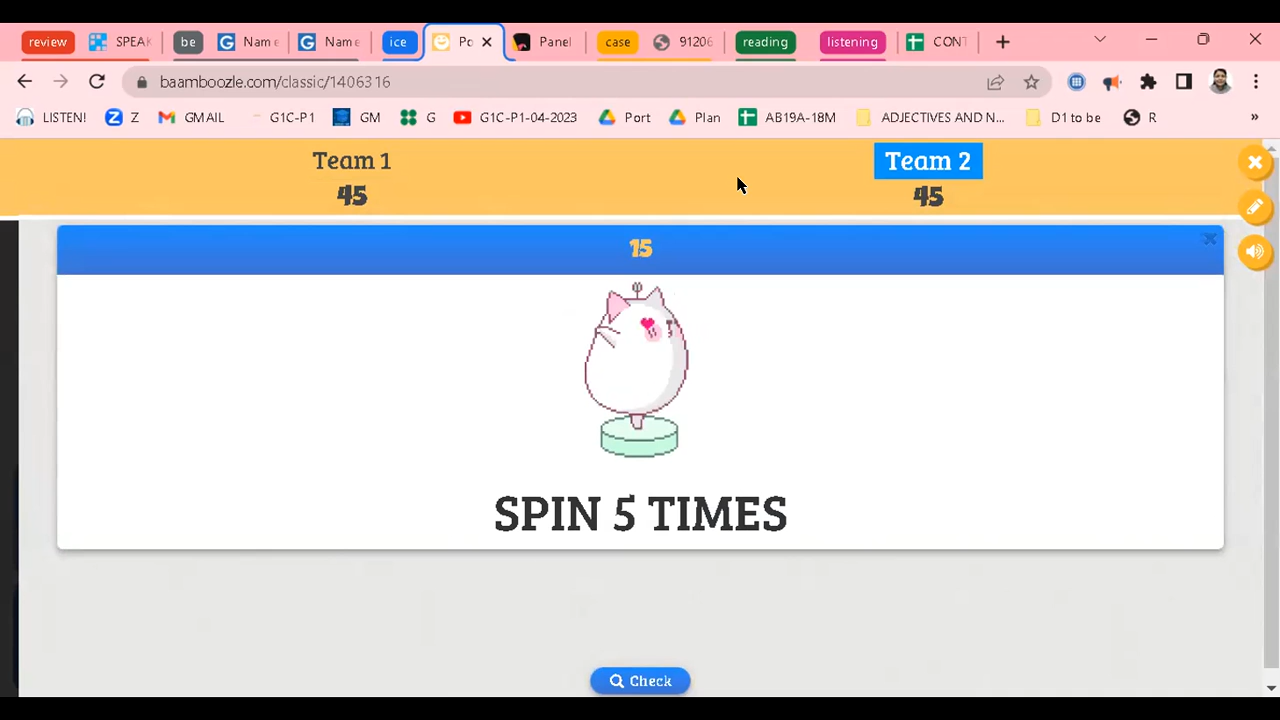 review SPEAK be Name Name ice Po Panel case 91206 reading listening CONT
baamboozle.com/classic/1406316
LISTEN! Z GMAIL G1C-P1 GM G G1C-P1-04-2023 Port Plan AB19A-18M ADJECTIVES AND N... D1 to be R »
Team 1 Team 2
45 45
15
SPIN 5 TIMES
Check